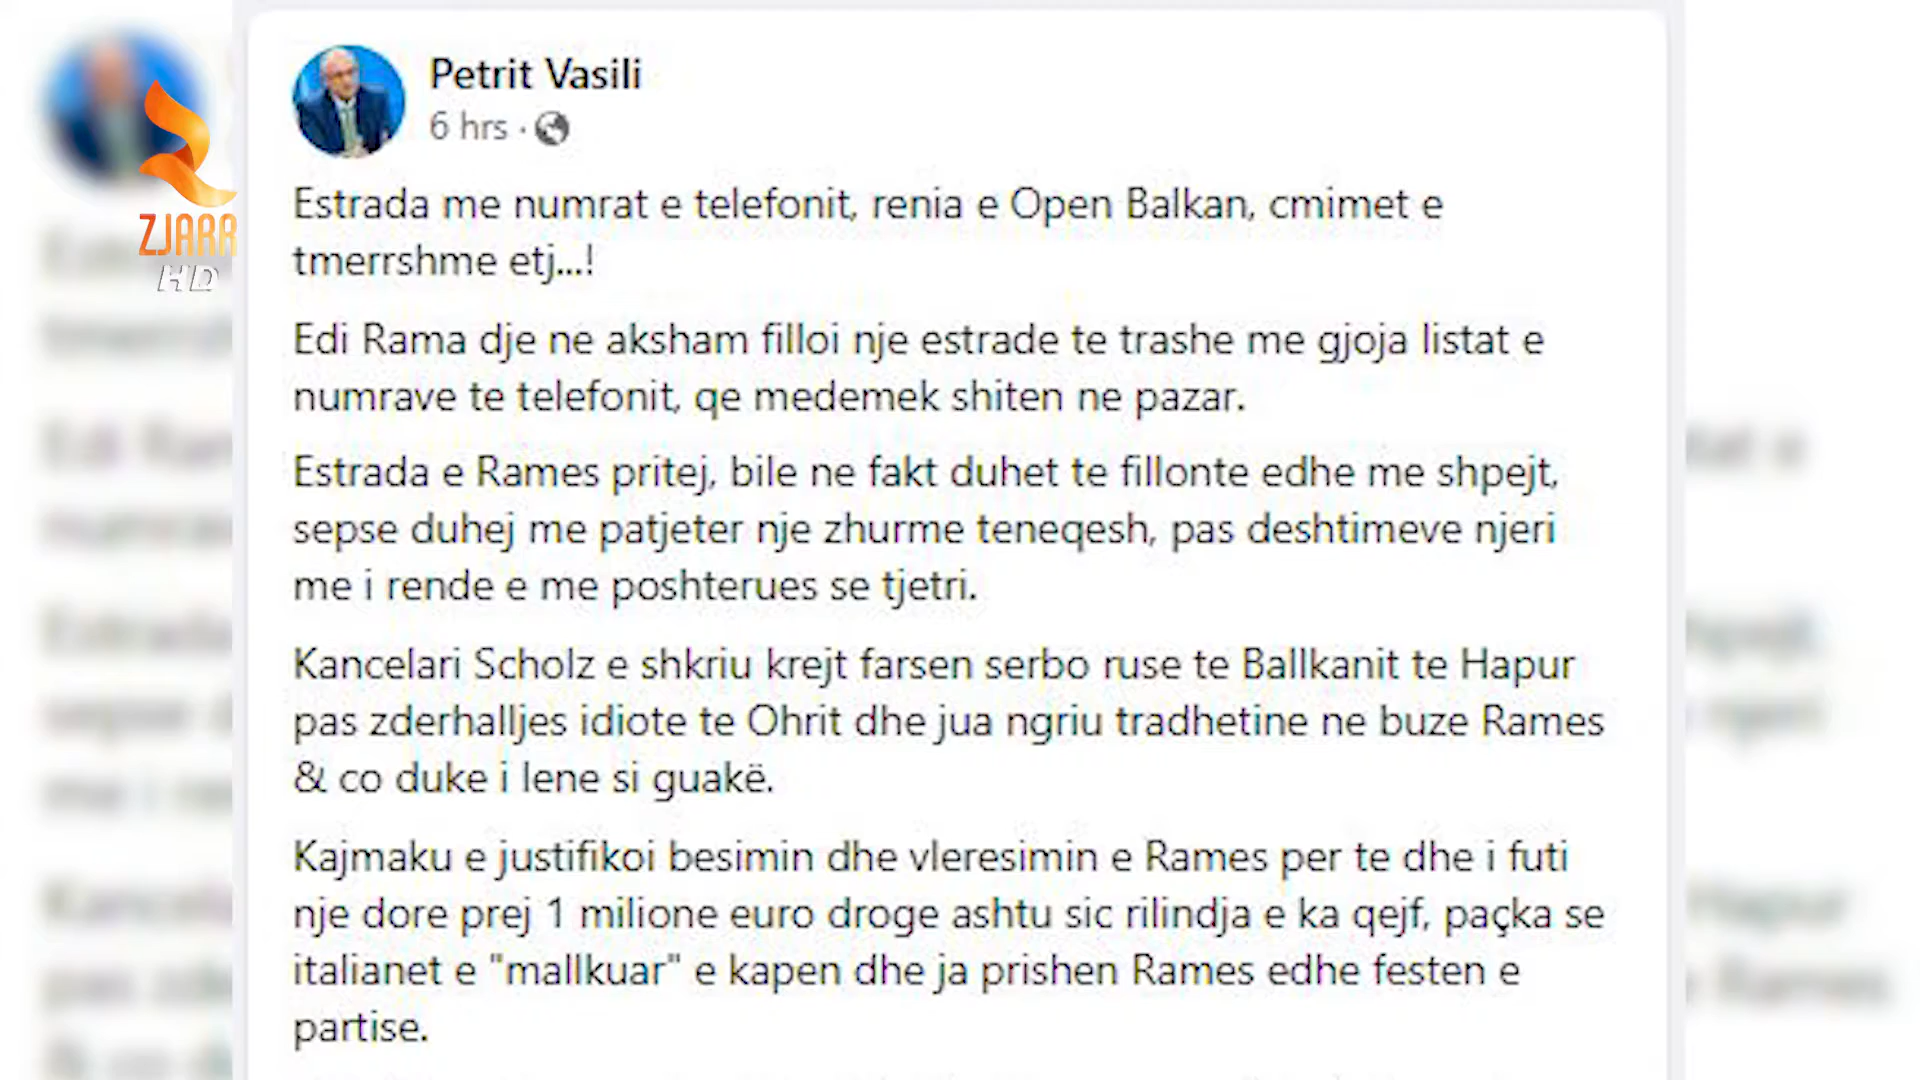 Petrit Vasili
6 hrs ·
ZJARR
HD
Estrada me numrat e telefonit, renia e Open Balkan, cmimet e
tmerrshme etj...!
Edi Rama dje ne aksham filloi nje estrade te trashe me gjoja listat e
numrave te telefonit, qe medemek shiten ne pazar.
Estrada e Rames pritej, bile ne fakt duhet te fillonte edhe me shpejt,
sepse duhej me patjeter nje zhurme teneqesh, pas deshtimeve njeri
me i rende e me poshterues se tjetri.
Kancelari Scholz e shkriu krejt farsen serbo ruse te Ballkanit te Hapur
pas zderhalljes idiote te Ohrit dhe jua ngriu tradhetine ne buze Rames
& co duke i lene si guakë.
Kajmaku e justifikoi besimin dhe vleresimin e Rames per te dhe i futi
nje dore prej 1 milione euro droge ashtu sic rilindja e ka qejf, paçka se
italianet e "mallkuar" e kapen dhe ja prishen Rames edhe festen e
partise.